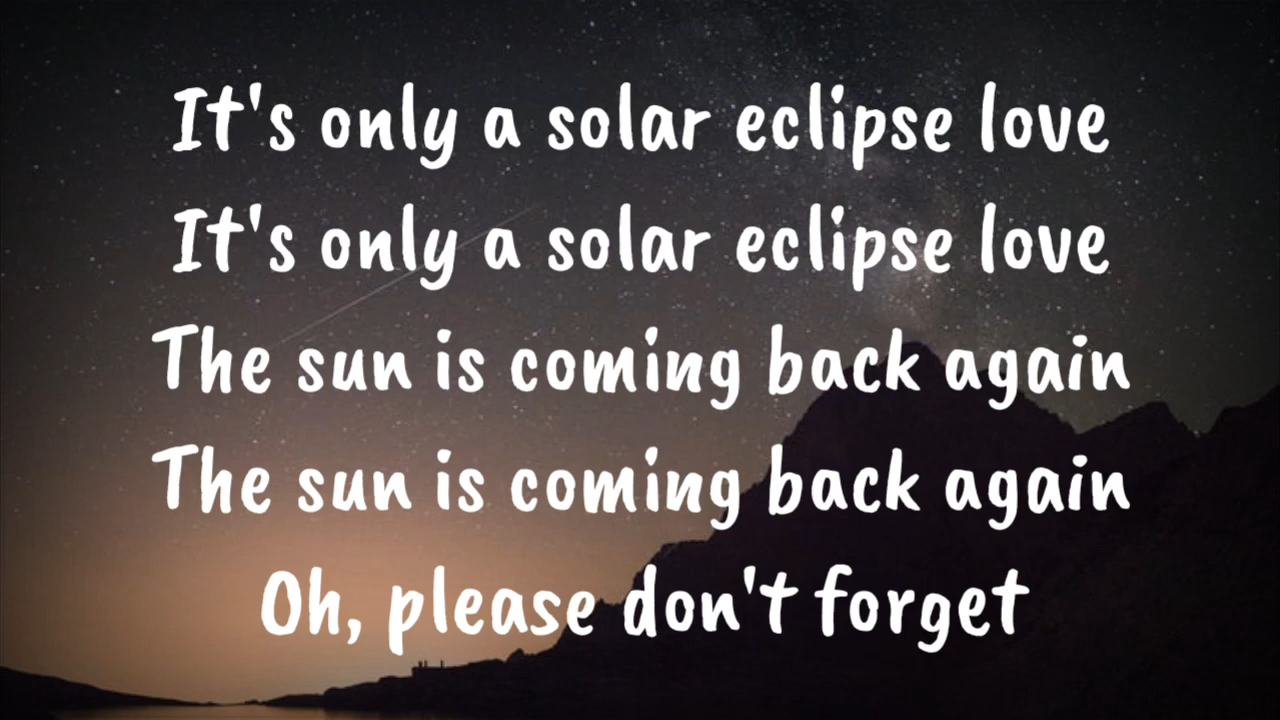 It's only a solar eclipse love
It's only a solar eclipse love
The sun is coming back again
The sun is coming back again
Oh, please don't forget